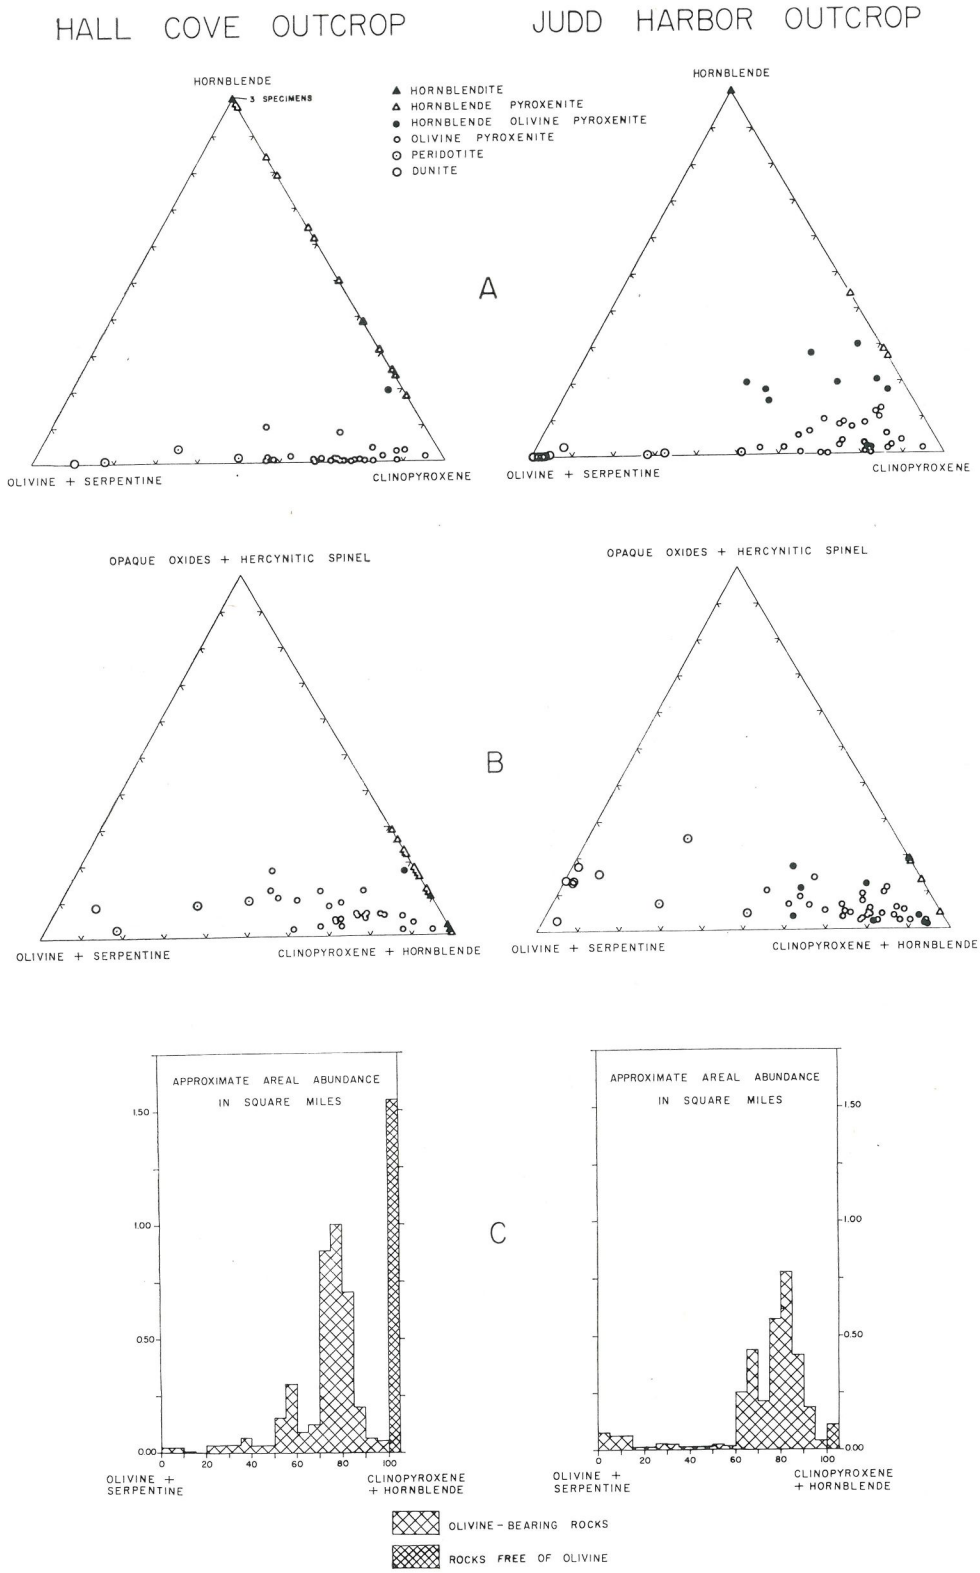 HALL COVE OUTCROP
JUDD HARBOR OUTCROP
HORNBLENDE
3 SPECIMENS
HORNBLENDITE
HORNBLENDE PYROXENITE
HORNBLENDE OLIVINE PYROXENITE
OLIVINE PYROXENITE
PERIDOTITE
DUNITE
HORNBLENDE
A
OLIVINE + SERPENTINE
CLINOPYROXENE
OLIVINE + SERPENTINE
CLINOPYROXENE
OPAQUE OXIDES + HERCYNITIC SPINEL
OPAQUE OXIDES + HERCYNITIC SPINEL
B
OLIVINE + SERPENTINE
CLINOPYROXENE + HORNBLENDE
OLIVINE + SERPENTINE
CLINOPYROXENE + HORNBLENDE
APPROXIMATE AREAL ABUNDANCE
IN SQUARE MILES
1.50
1.00
0.50
0.00
0 20 40 60 80 100
OLIVINE +
SERPENTINE
CLINOPYROXENE
+ HORNBLENDE
C
APPROXIMATE AREAL ABUNDANCE
IN SQUARE MILES
1.50
1.00
0.50
0.00
0 20 40 60 80 100
OLIVINE +
SERPENTINE
CLINOPYROXENE
+ HORNBLENDE
OLIVINE-BEARING ROCKS
ROCKS FREE OF OLIVINE